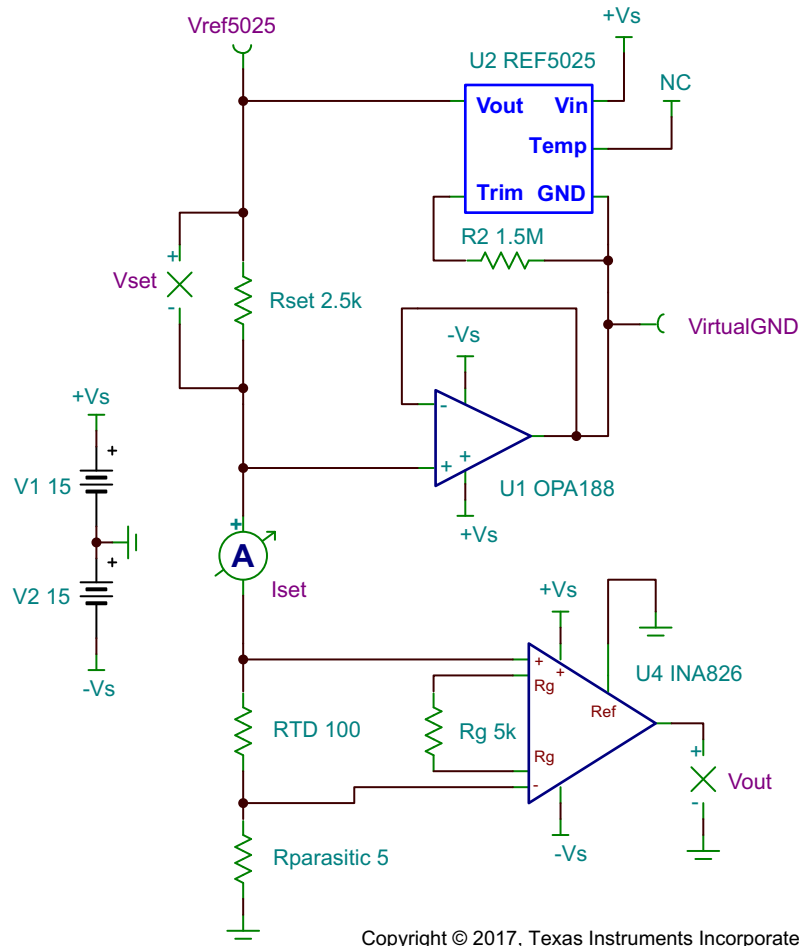 Vref5025
+Vs
U2 REF5025
NC
Vout
Vin
Temp
Trim
GND
R2 1.5M
+
Vset
-
Rset 2.5k
VirtualGND
-Vs
-
+
+
U1 OPA188
+Vs
+Vs
+
V1 15
+
V2 15
-Vs
+
A
Iset
+Vs
+
+
Rg
U4 INA826
Ref
RTD 100
Rg 5k
Rg
-
+
Vout
-
-Vs
Rparasitic 5
Copyright © 2017, Texas Instruments Incorporate